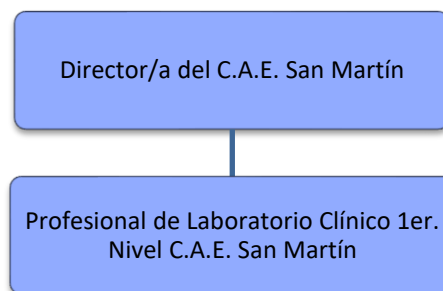 Director/a del C.A.E. San Martín
Profesional de Laboratorio Clínico 1er.
Nivel C.A.E. San Martín